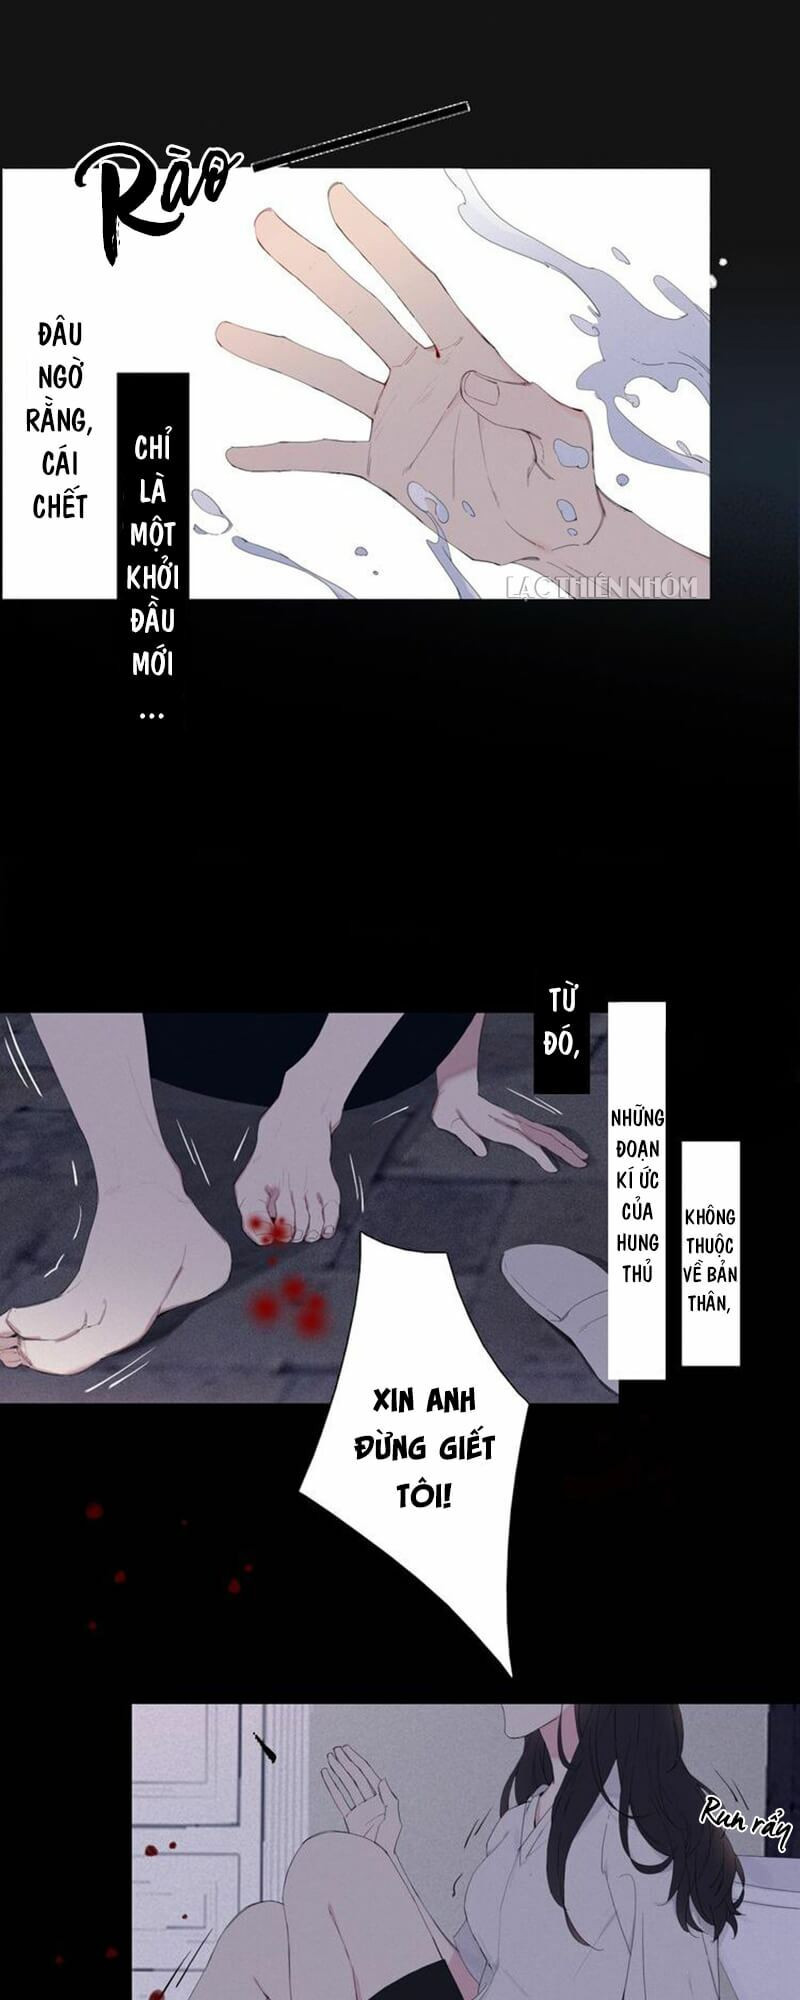 Rào
ĐÂU
NGỜ
RẰNG,
CÁI
CHẾT
CHỈ
LÀ
MỘT
KHỞI
ĐẦU
MỚI
...
LẠC THIÊN NHÓM
TỪ
ĐÓ,
NHỮNG
ĐOẠN
KÍ ỨC
CỦA
HUNG
THỦ
KHÔNG
THUỘC
VỀ BẢN
THÂN,
XIN ANH
ĐỪNG GIẾT
TÔI!
Run rẩy